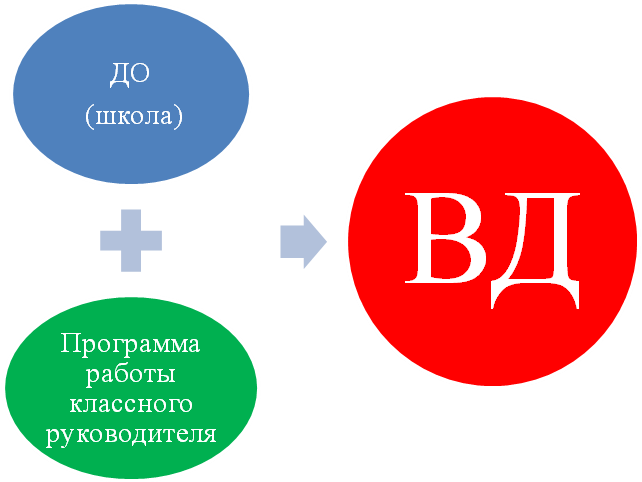 ДО
(школа)
ВД
Программа
работы
классного
руководителя